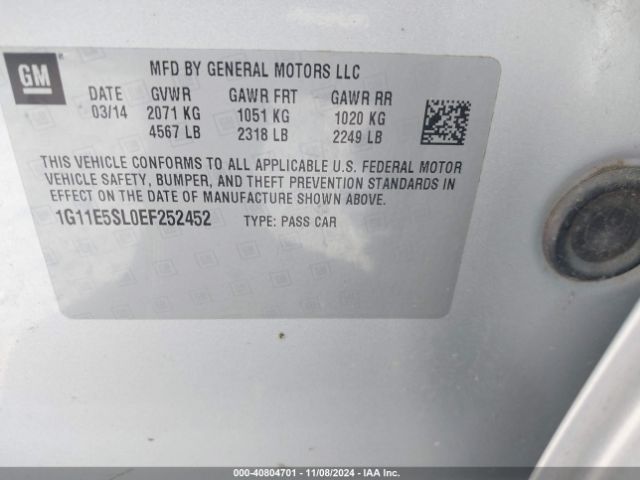 GM
MFD BY GENERAL MOTORS LLC
DATE GVWR GAWR FRT GAWR RR
03/14 2071 KG 1051 KG 1020 KG
4567 LB 2318 LB 2249 LB
THIS VEHICLE CONFORMS TO ALL APPLICABLE U.S. FEDERAL MOTOR
VEHICLE SAFETY, BUMPER, AND THEFT PREVENTION STANDARDS IN
EFFECT ON THE DATE OF MANUFACTURE SHOWN ABOVE.
1G11E5SL0EF252452 TYPE: PASS CAR
000-40804701 - 11/08/2024 - IAA Inc.